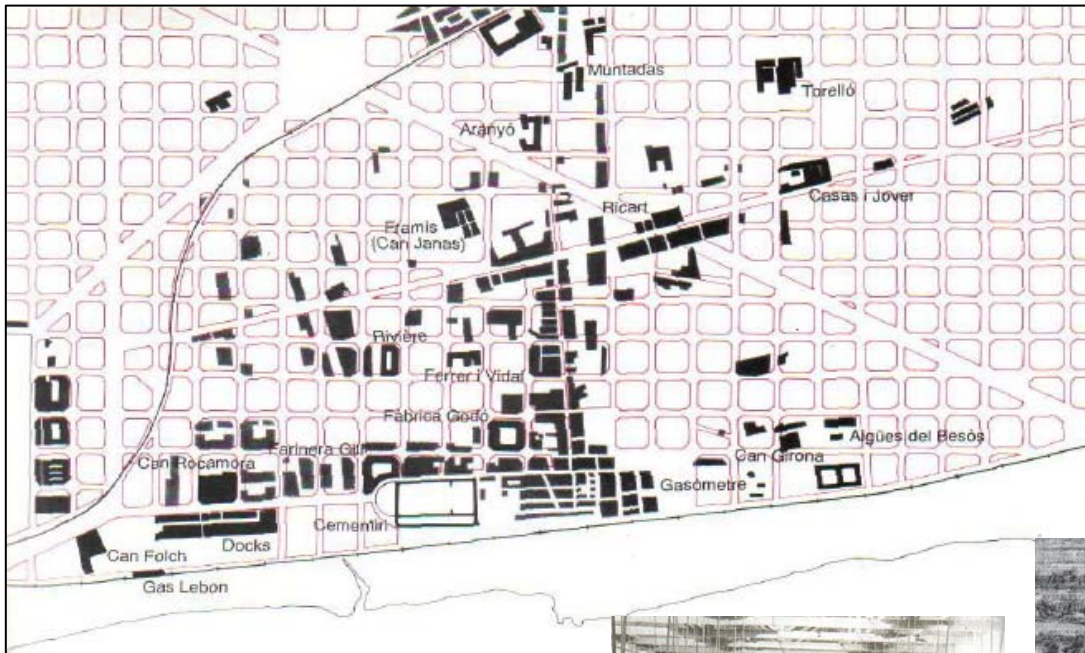 Muntadas
Torelló
Aranyó
Casas i Jover
Ricart
Framis
(Can Janas)
Rivière
Ferrer i Vidal
Fàbrica Godó
Algües del Besòs
Can Girona
Farinera Gili
Can Rocamora
Gasòmetre
Cementiri
Docks
Can Folch
Gas Lebon